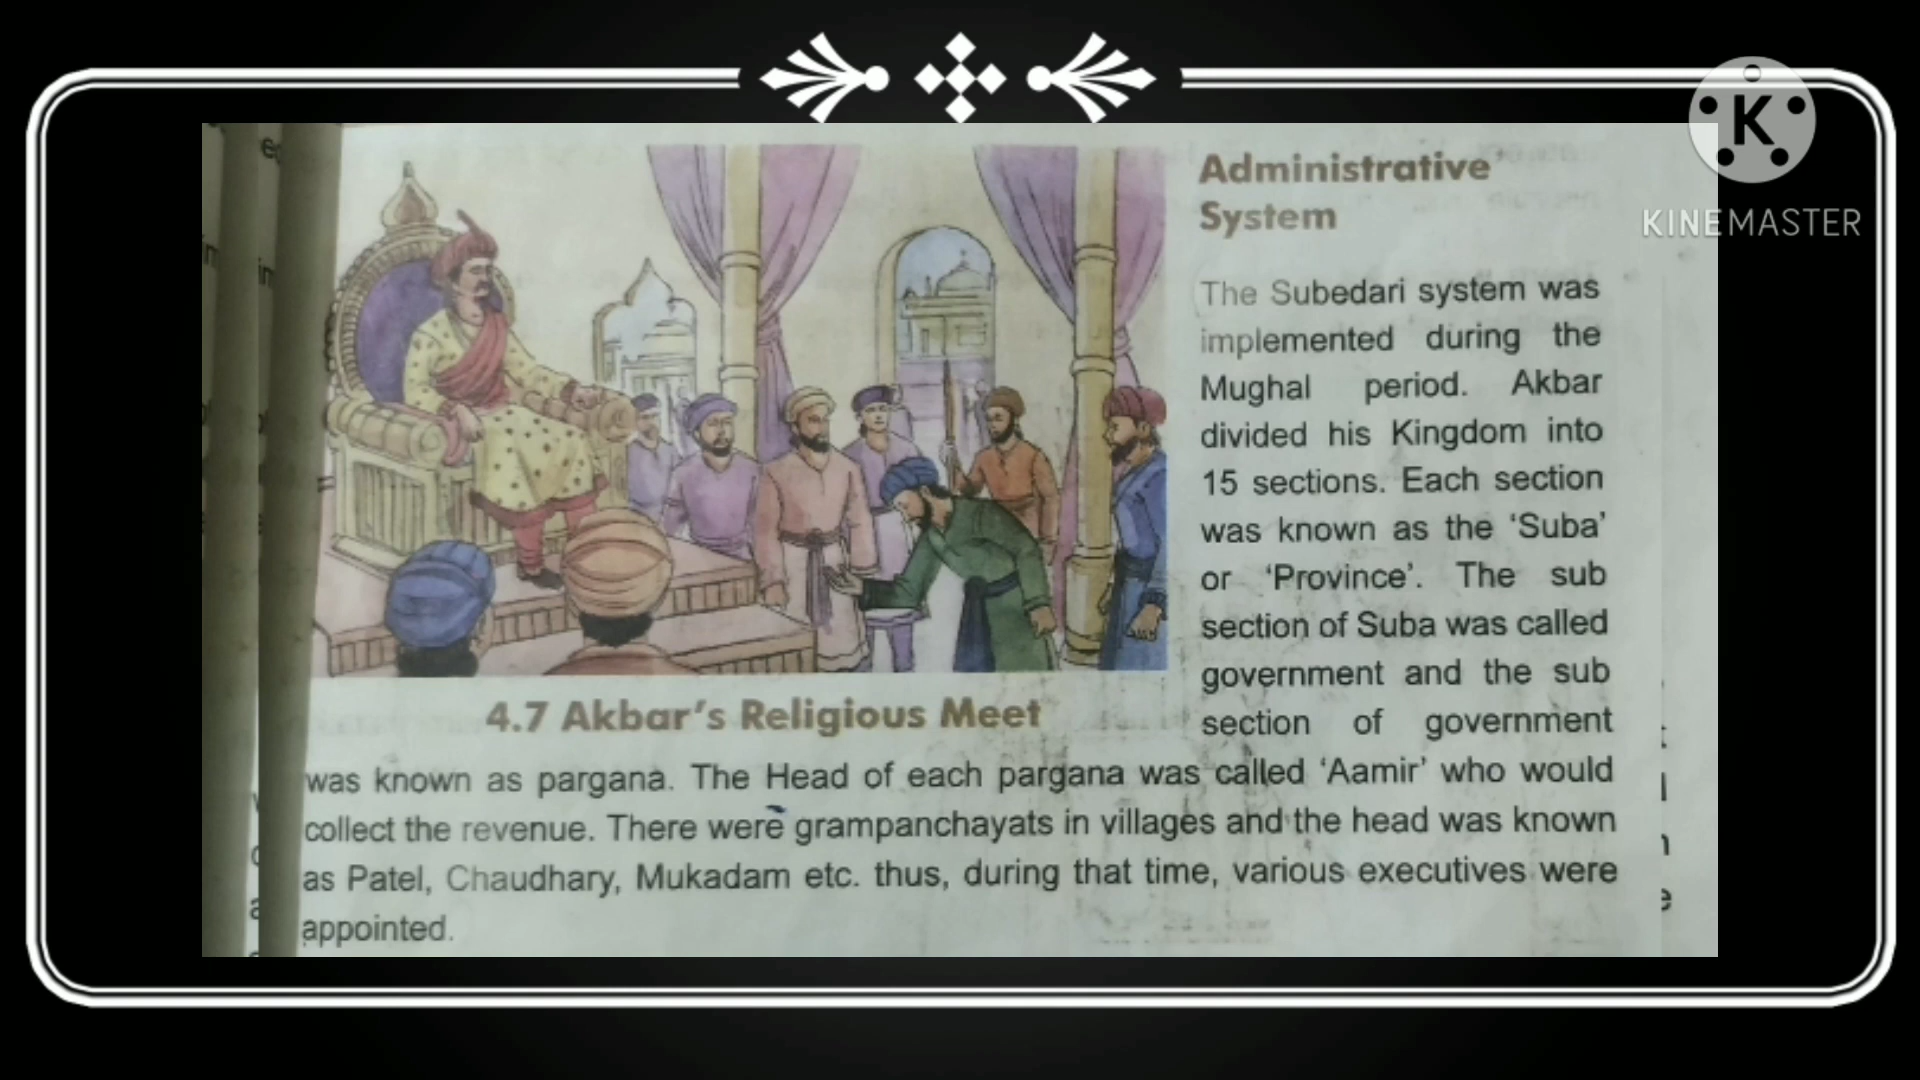 K
KINEMASTER
Administrative
System
The Subedari system was
implemented during the
Mughal period. Akbar
divided his Kingdom into
15 sections. Each section
was known as the ‘Suba’
or ‘Province’. The sub
section of Suba was called
government and the sub
section of government
4.7 Akbar’s Religious Meet
was known as pargana. The Head of each pargana was called ‘Aamir’ who would
collect the revenue. There were grampanchayats in villages and the head was known
as Patel, Chaudhary, Mukadam etc. thus, during that time, various executives were
appointed.